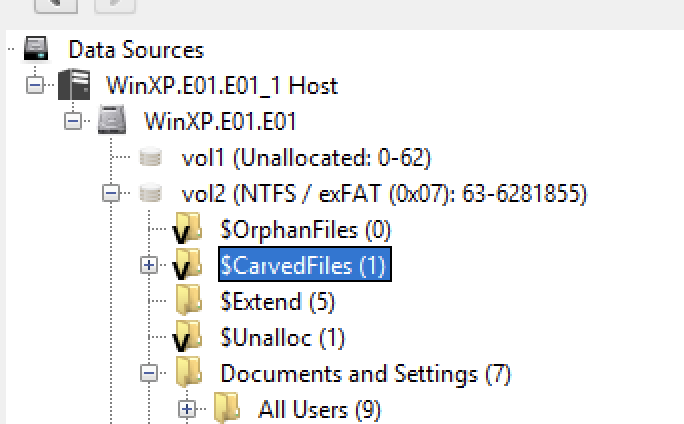 Data Sources
WinXP.E01.E01_1 Host
WinXP.E01.E01
vol1 (Unallocated: 0-62)
vol2 (NTFS / exFAT (0x07): 63-6281855)
$OrphanFiles (0)
$CarvedFiles (1)
$Extend (5)
$Unalloc (1)
Documents and Settings (7)
All Users (9)